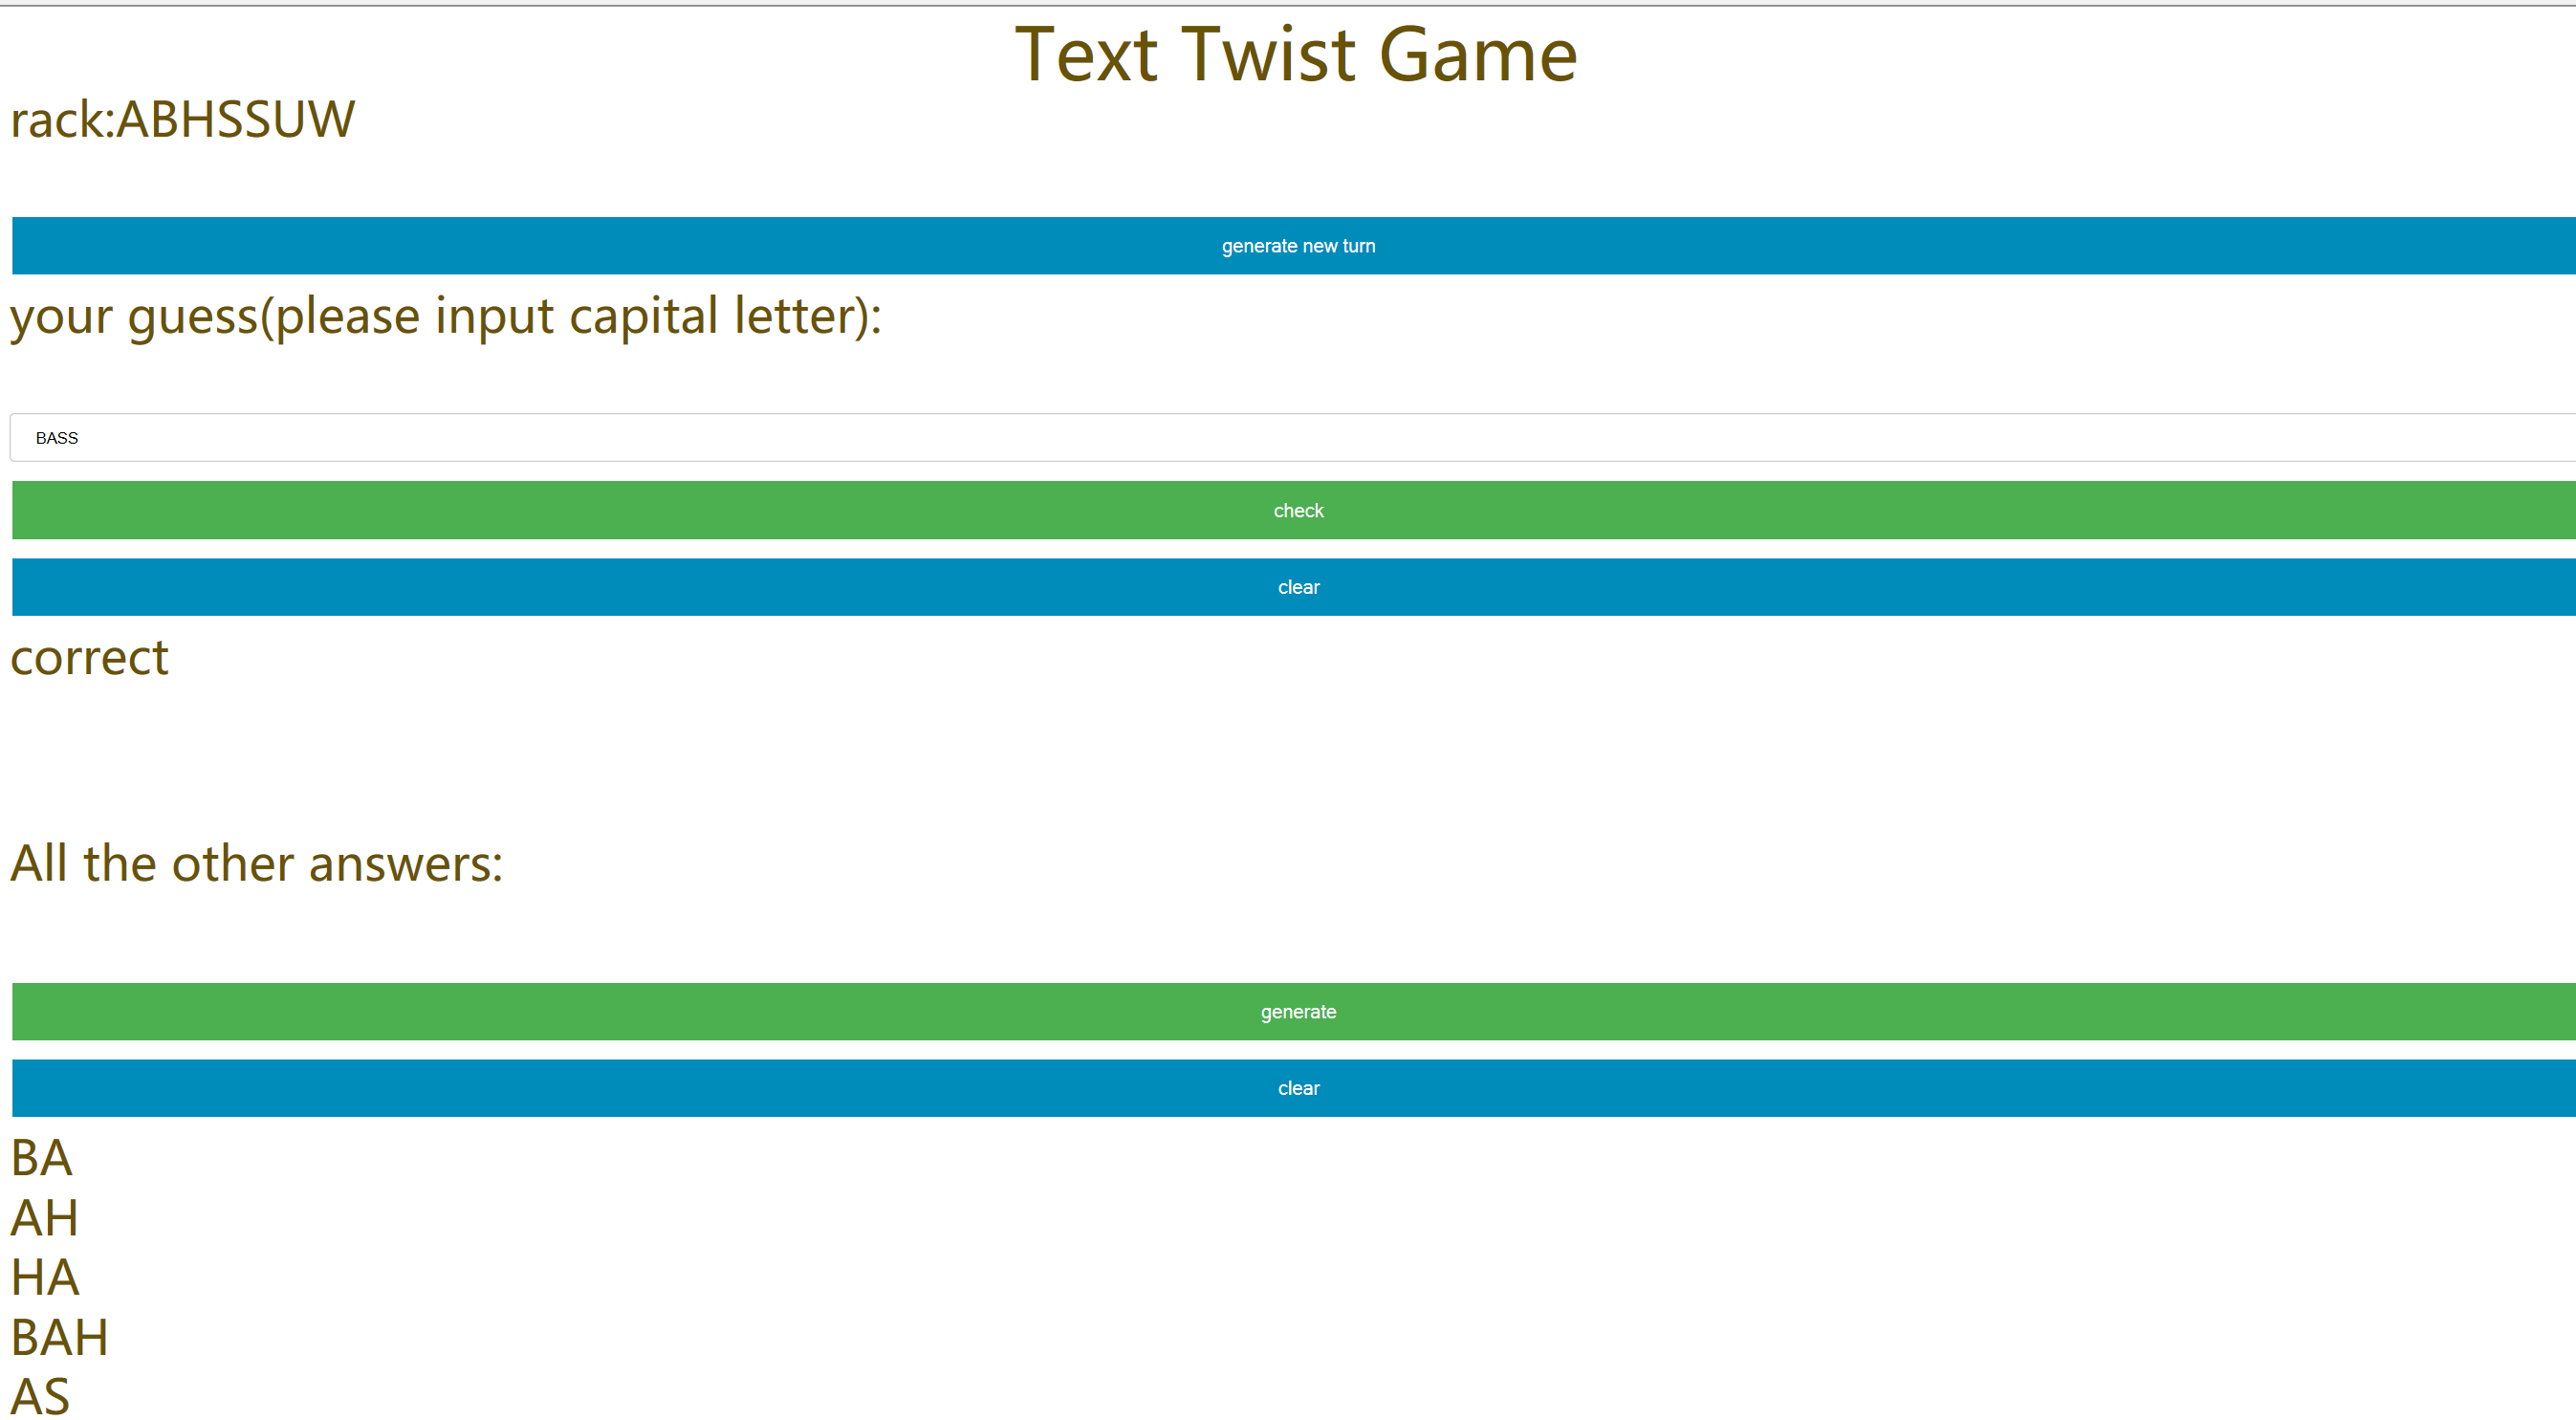 Text Twist Game
rack:ABHSSUW
generate new turn
your guess(please input capital letter):
BASS
check
clear
correct
All the other answers:
generate
clear
BA
AH
HA
BAH
AS